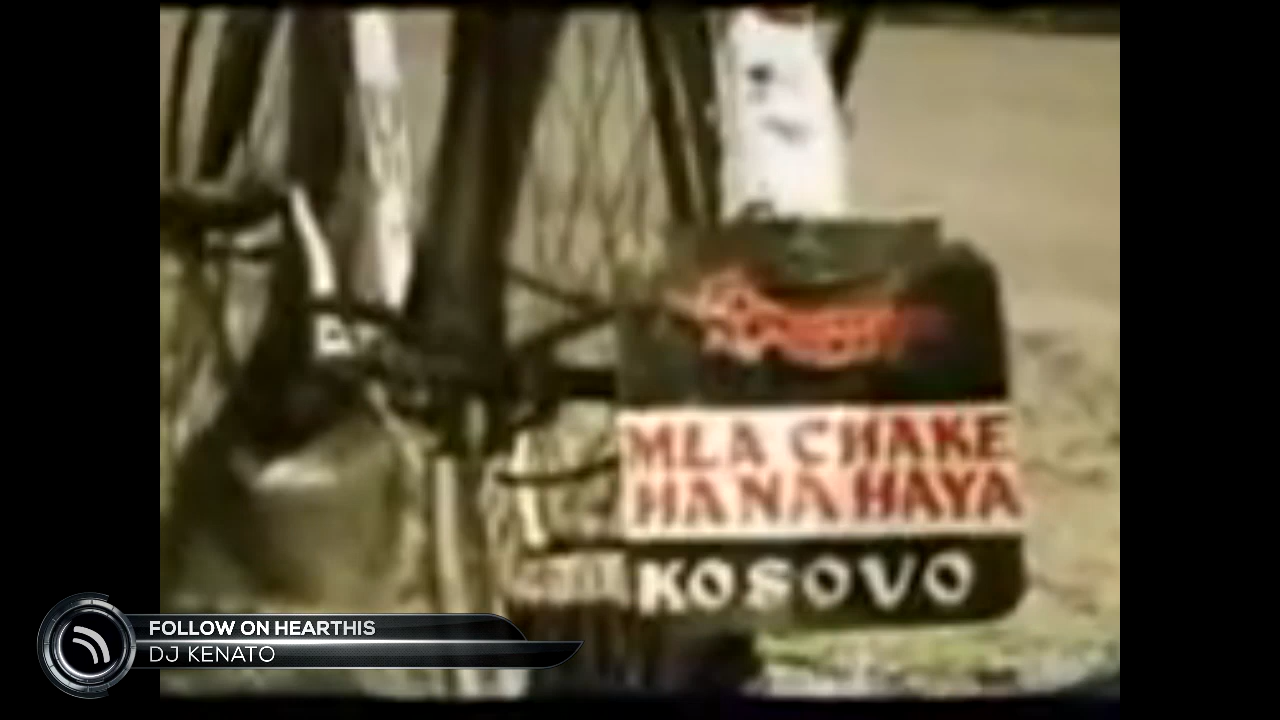 MLA CHAKE
HANA HAYA
KOSOVO
FOLLOW ON HEARTHIS
DJ KENATO